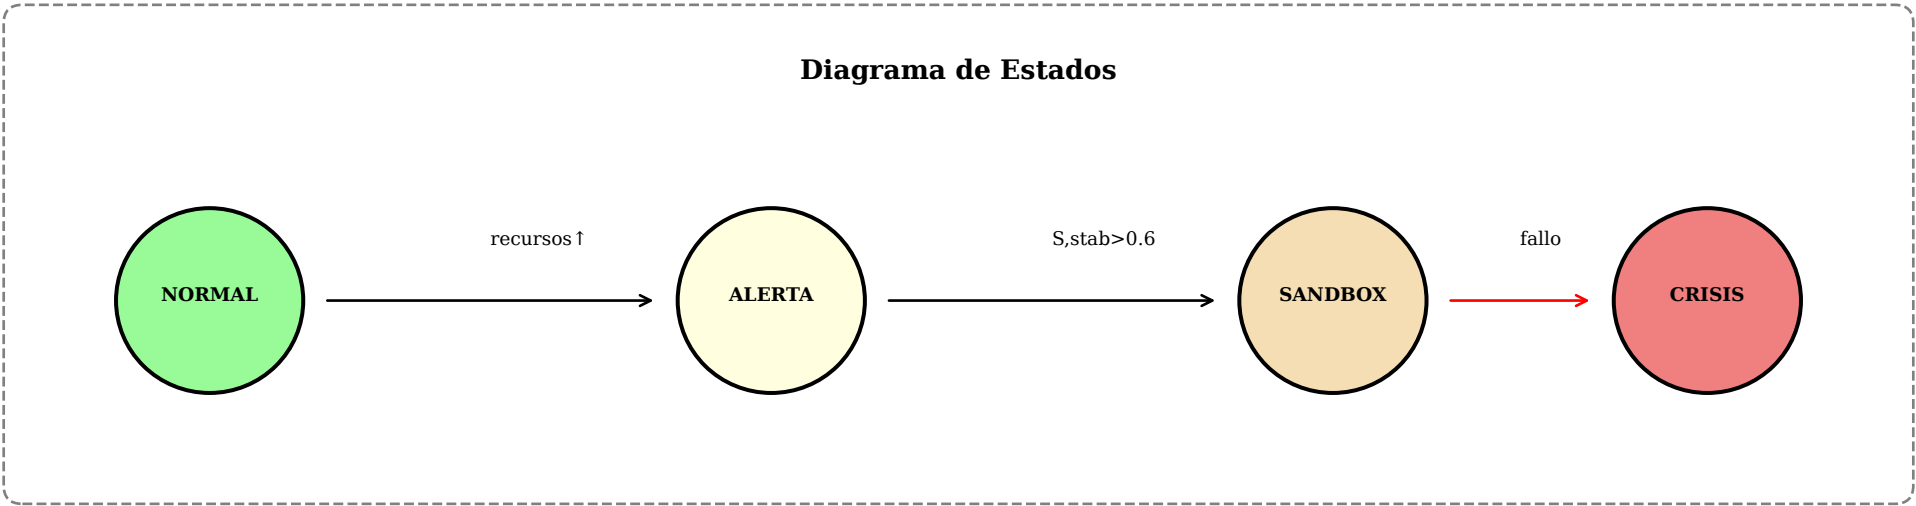 Diagrama de Estados
recursos↑
S,stab>0.6
fallo
NORMAL
ALERTA
SANDBOX
CRISIS